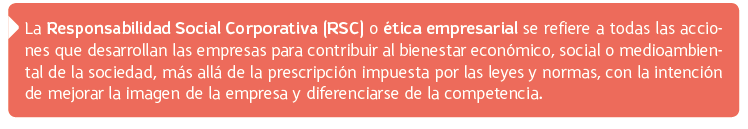 La Responsabilidad Social Corporativa (RSC) o ética empresarial se refiere a todas las accio-
nes que desarrollan las empresas para contribuir al bienestar económico, social o medioambien-
tal de la sociedad, más allá de la prescripción impuesta por las leyes y normas, con la intención
de mejorar la imagen de la empresa y diferenciarse de la competencia.